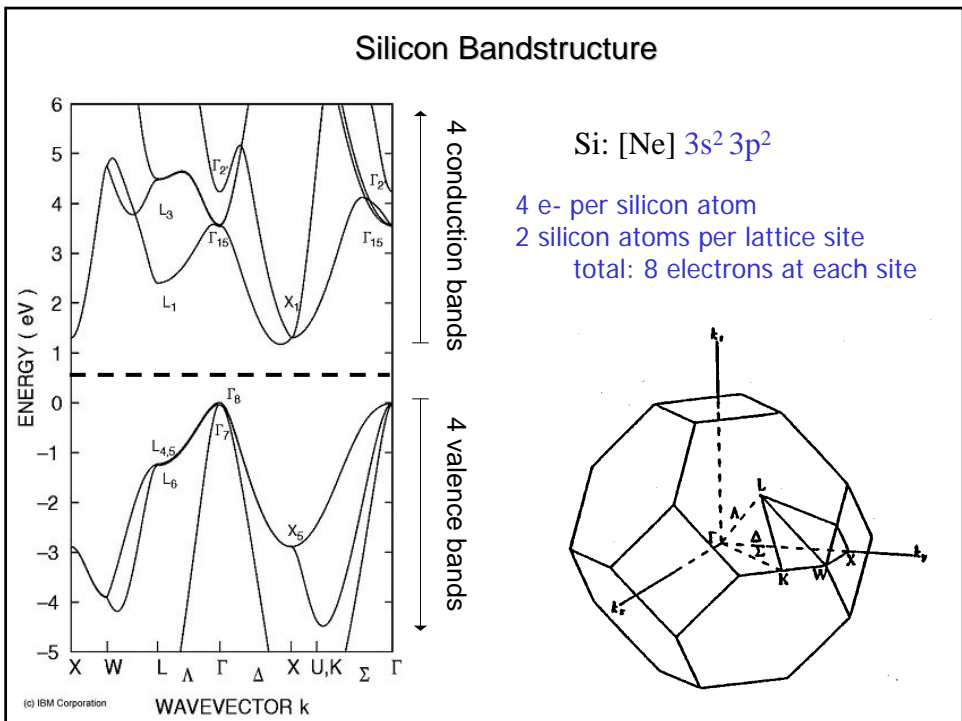 Silicon Bandstructure
ENERGY ( eV )
6
5
4
3
2
1
0
−1
−2
−3
−4
−5
Γ2'
L3
Γ15
L1
X1
Γ2'
Γ15
Γ8
Γ7
L4,5
L6
X5
X W L Λ Γ Δ X U,K Σ Γ
WAVEVECTOR k
(c) IBM Corporation
4 conduction bands
4 valence bands
Si: [Ne] 3s² 3p²
4 e- per silicon atom
2 silicon atoms per lattice site
total: 8 electrons at each site
L
Λ
Γ
Δ
Σ
X
K
W
ky